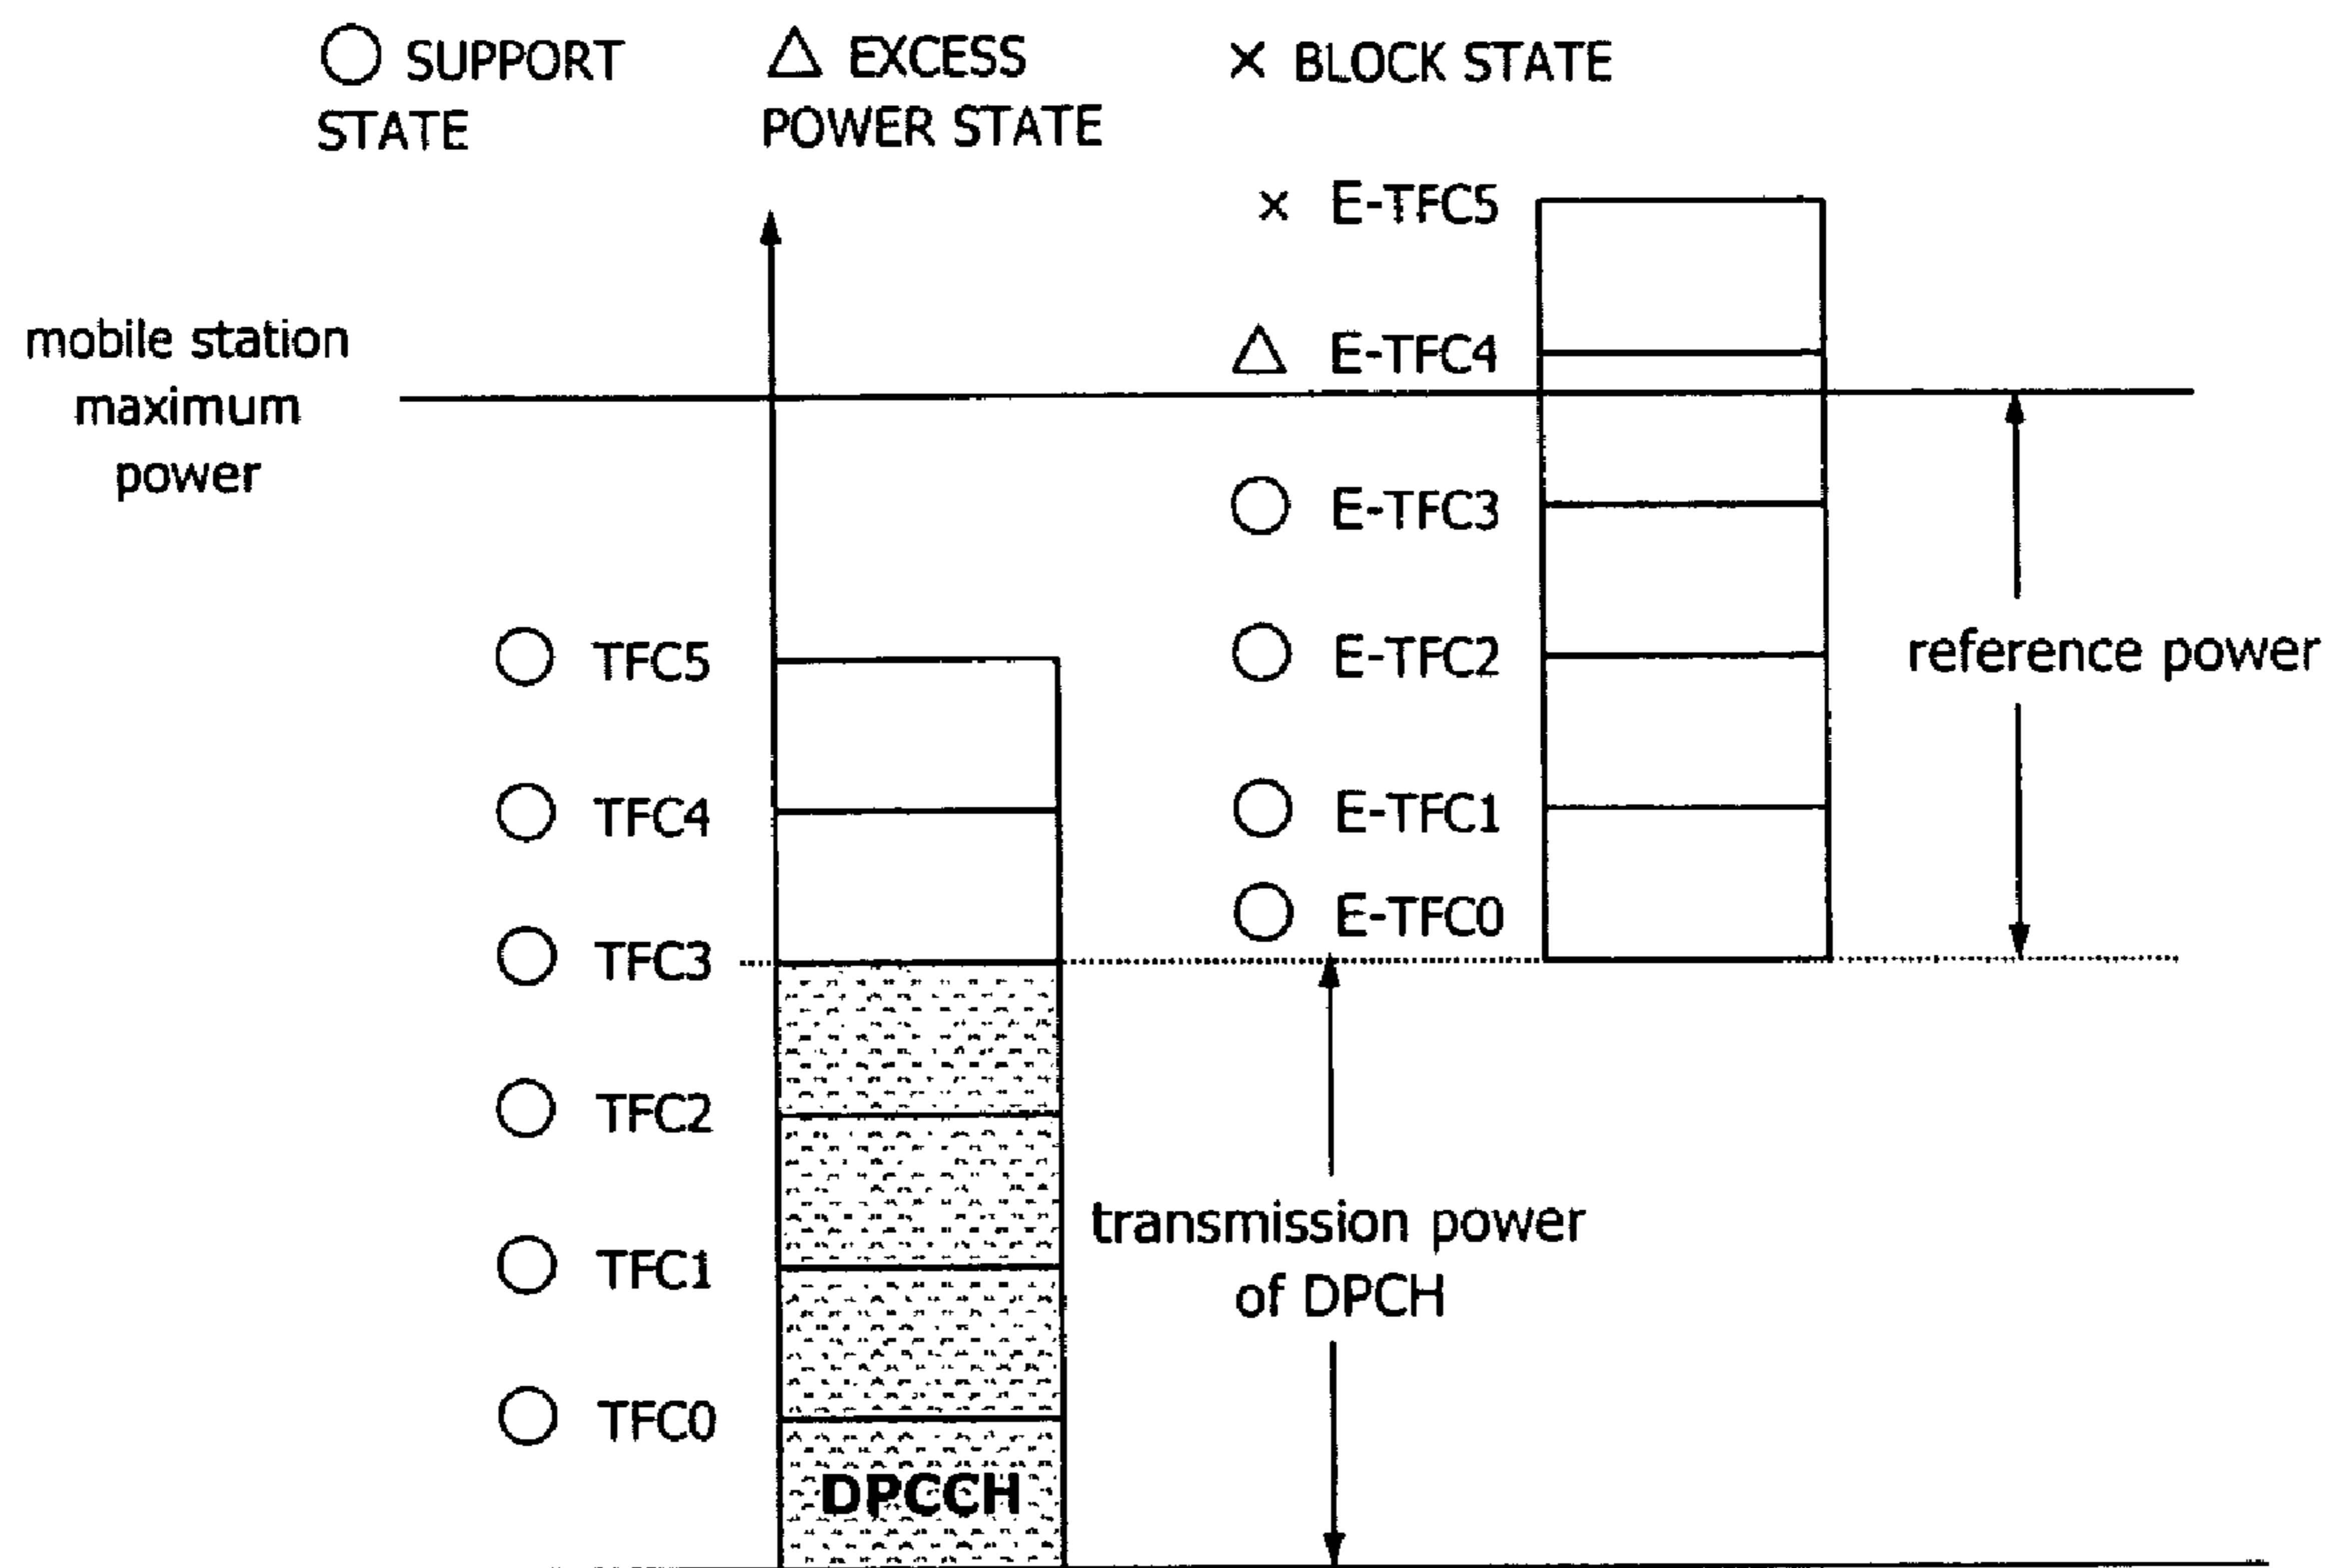 SUPPORT
STATE
EXCESS
POWER STATE
× BLOCK STATE
× E-TFC5
mobile station
maximum
power
E-TFC4
E-TFC3
TFC5
E-TFC2
reference power
TFC4
E-TFC1
TFC3
E-TFC0
TFC2
transmission power
of DPCH
TFC1
TFC0
DPCCH